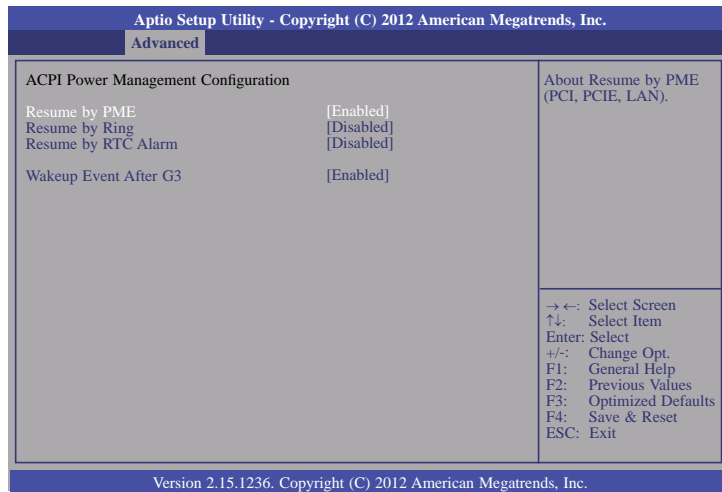 Aptio Setup Utility - Copyright (C) 2012 American Megatrends, Inc.
Advanced
ACPI Power Management Configuration
Resume by PME [Enabled]
Resume by Ring [Disabled]
Resume by RTC Alarm [Disabled]
Wakeup Event After G3 [Enabled]
About Resume by PME
(PCI, PCIE, LAN).
→←: Select Screen
↑↓: Select Item
Enter: Select
+/-: Change Opt.
F1: General Help
F2: Previous Values
F3: Optimized Defaults
F4: Save & Reset
ESC: Exit
Version 2.15.1236. Copyright (C) 2012 American Megatrends, Inc.